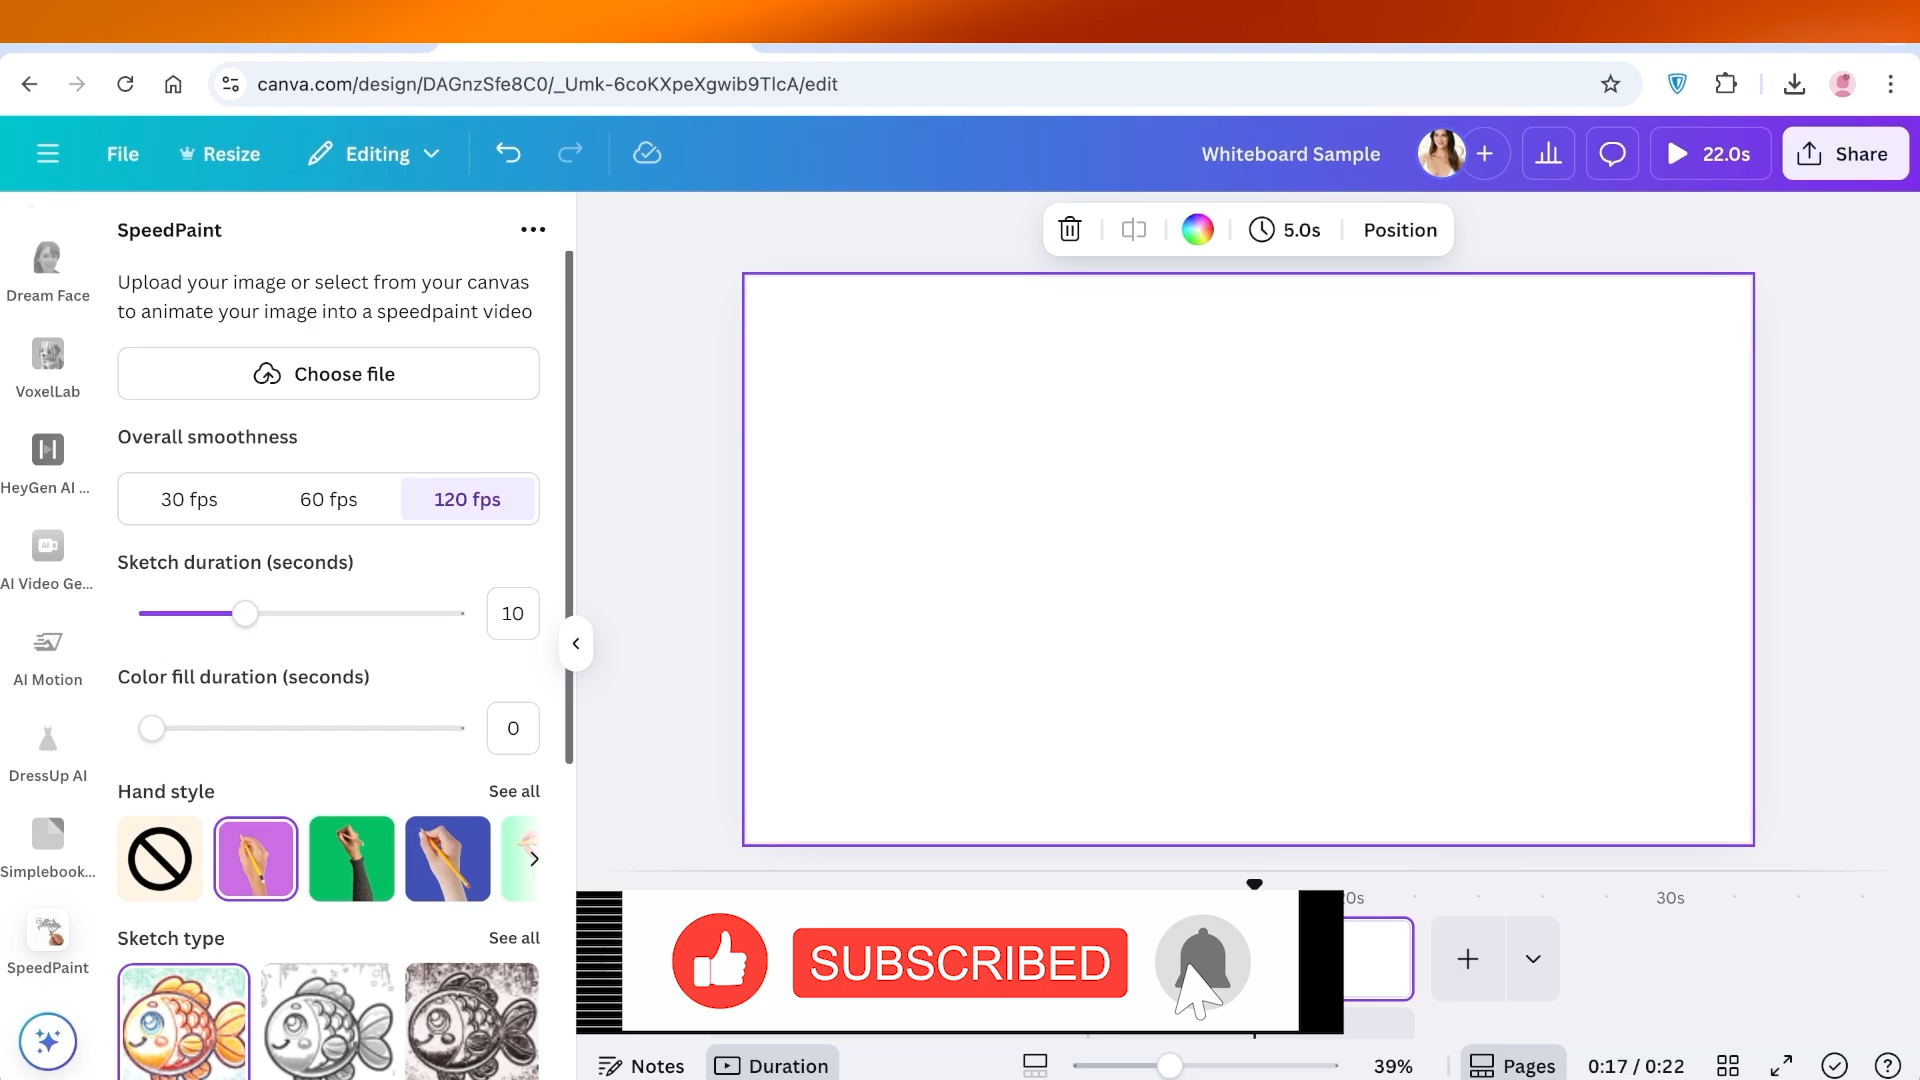 canva.com/design/DAGnzSfe8C0/_Umk-6coKXpeXgwib9TlcA/edit
File
Resize
Editing
Whiteboard Sample
22.0s
Share
Dream Face
VoxelLab
HeyGen AI ...
AI Video Ge...
AI Motion
DressUp AI
Simplebook...
SpeedPaint
SpeedPaint
Upload your image or select from your canvas
to animate your image into a speedpaint video
Choose file
Overall smoothness
30 fps
60 fps
120 fps
Sketch duration (seconds)
10
Color fill duration (seconds)
0
Hand style
See all
Sketch type
See all
5.0s
Position
0s
30s
SUBSCRIBED
Notes
Duration
39%
Pages
0:17 / 0:22